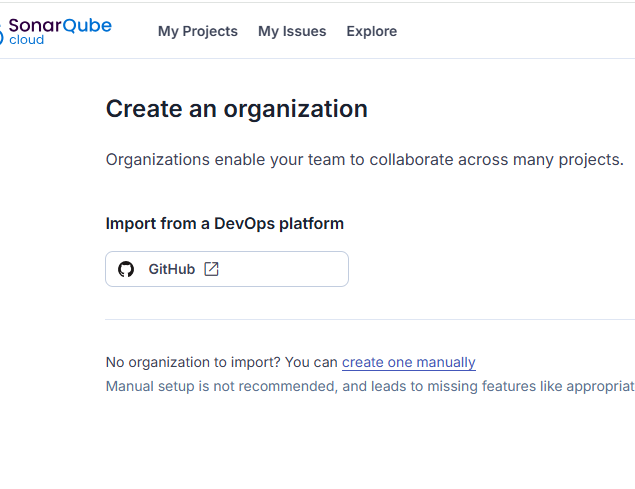 SonarQube
cloud
My Projects My Issues Explore
Create an organization
Organizations enable your team to collaborate across many projects.
Import from a DevOps platform
GitHub
No organization to import? You can create one manually
Manual setup is not recommended, and leads to missing features like